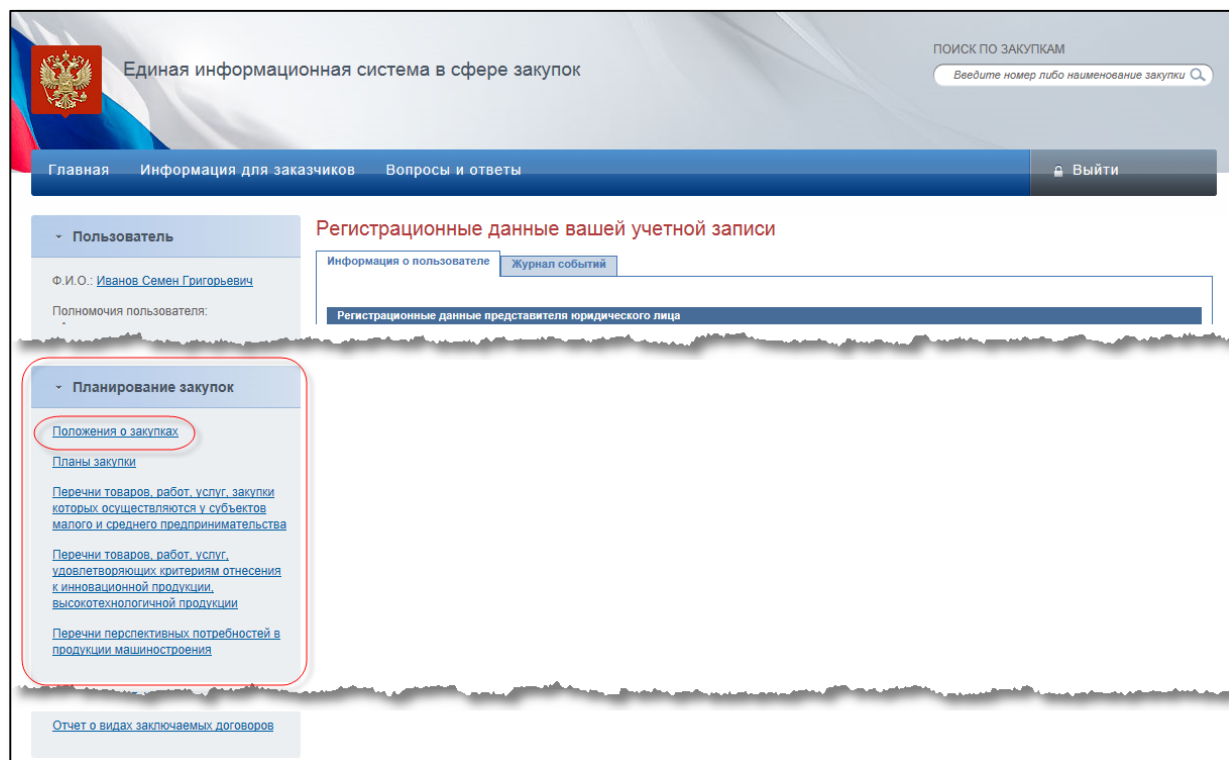 ПОИСК ПО ЗАКУПКАМ
Единая информационная система в сфере закупок
Введите номер либо наименование закупки
Главная Информация для заказчиков Вопросы и ответы Выйти
Пользователь
Ф.И.О.: Иванов Семен Григорьевич
Полномочия пользователя:
Регистрационные данные вашей учетной записи
Информация о пользователе Журнал событий
Регистрационные данные представителя юридического лица
Планирование закупок
Положения о закупках
Планы закупки
Перечни товаров, работ, услуг, закупки
которых осуществляются у субъектов
малого и среднего предпринимательства
Перечни товаров, работ, услуг,
удовлетворяющих критериям отнесения
к инновационной продукции,
высокотехнологичной продукции
Перечни перспективных потребностей в
продукции машиностроения
Отчет о видах заключаемых договоров